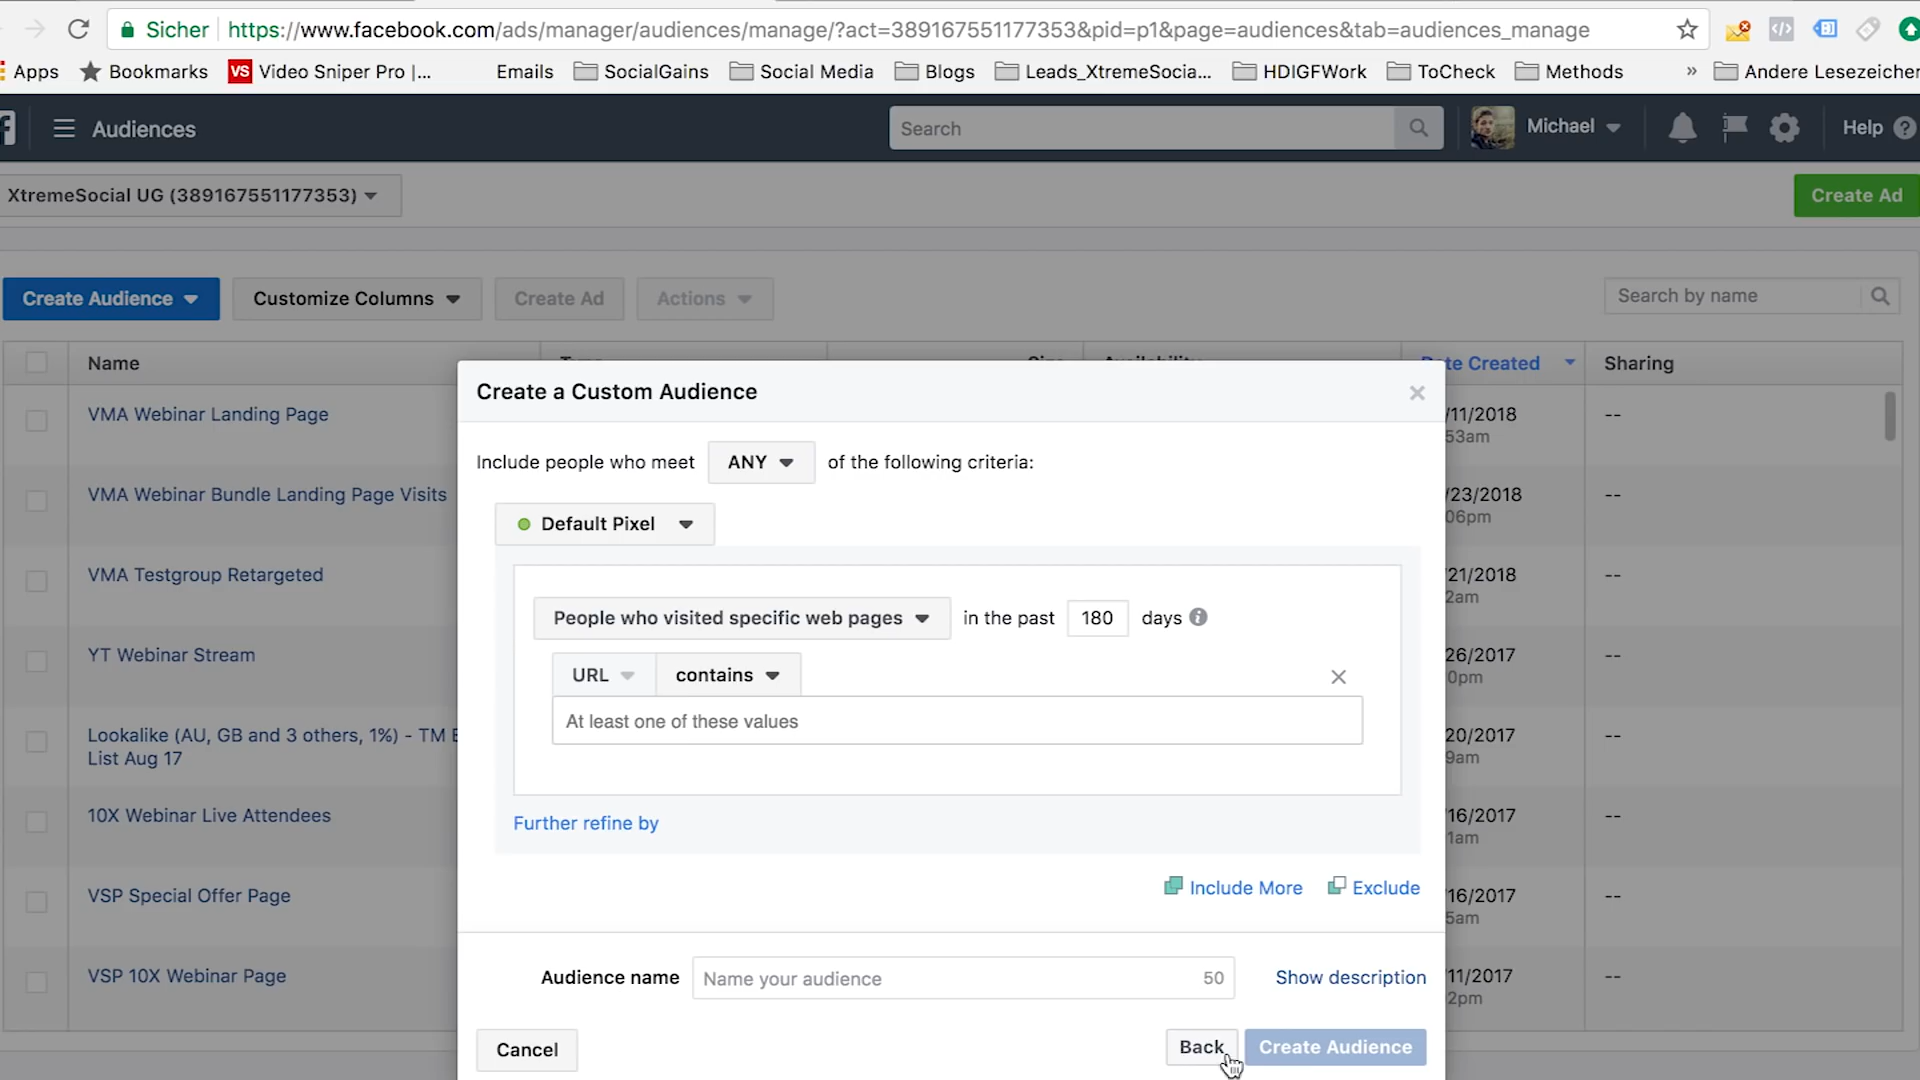 Sicher https://www.facebook.com/ads/manager/audiences/manage/?act=389167551177353&pid=p1&page=audiences&tab=audiences_manage
Apps Bookmarks VS Video Sniper Pro |... Emails SocialGains Social Media Blogs Leads_XtremeSocia... HDIGFWork ToCheck Methods » Andere Lesezeichen
Audiences Search Michael Help ?
XtremeSocial UG (389167551177353) Create Ad
Create Audience Customize Columns Create Ad Actions Search by name
Name Date Created Sharing
Create a Custom Audience
VMA Webinar Landing Page /11/2018 --
53am
Include people who meet ANY of the following criteria:
VMA Webinar Bundle Landing Page Visits /23/2018 --
06pm
Default Pixel
VMA Testgroup Retargeted 21/2018 --
2am
People who visited specific web pages in the past 180 days
YT Webinar Stream 26/2017 --
0pm
URL contains
At least one of these values
Lookalike (AU, GB and 3 others, 1%) - TM E 20/2017 --
List Aug 17 9am
10X Webinar Live Attendees 16/2017 --
1am
Further refine by
VSP Special Offer Page 16/2017 --
5am
Include More Exclude
VSP 10X Webinar Page 11/2017 --
2pm
Audience name Name your audience 50 Show description
Cancel Back Create Audience